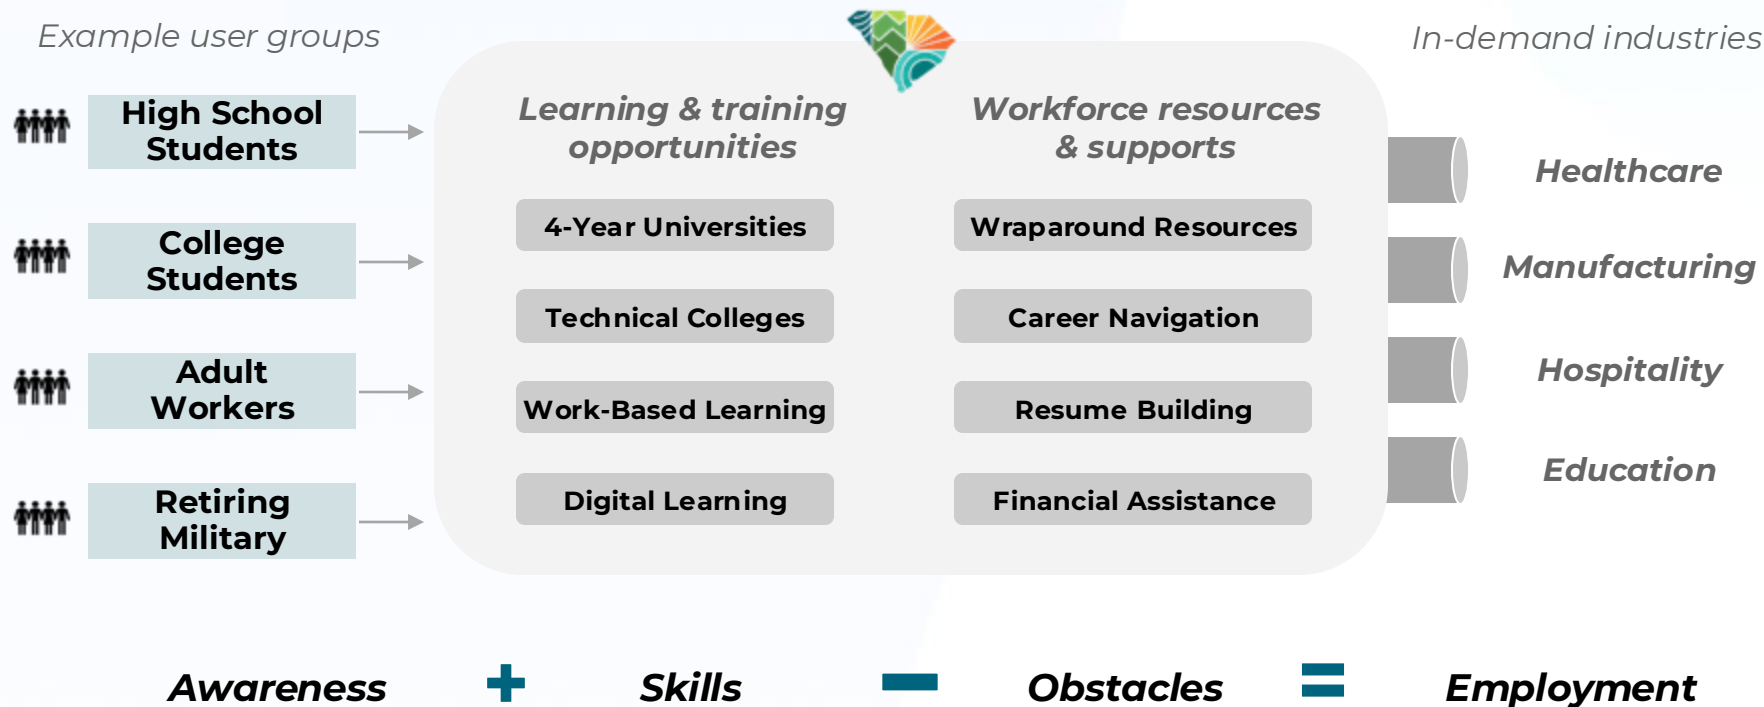 Example user groups
In-demand industries
High School
Students
College
Students
Adult
Workers
Retiring
Military
Learning & training
opportunities
4-Year Universities
Technical Colleges
Work-Based Learning
Digital Learning
Workforce resources
& supports
Wraparound Resources
Career Navigation
Resume Building
Financial Assistance
Healthcare
Manufacturing
Hospitality
Education
Awareness + Skills − Obstacles = Employment